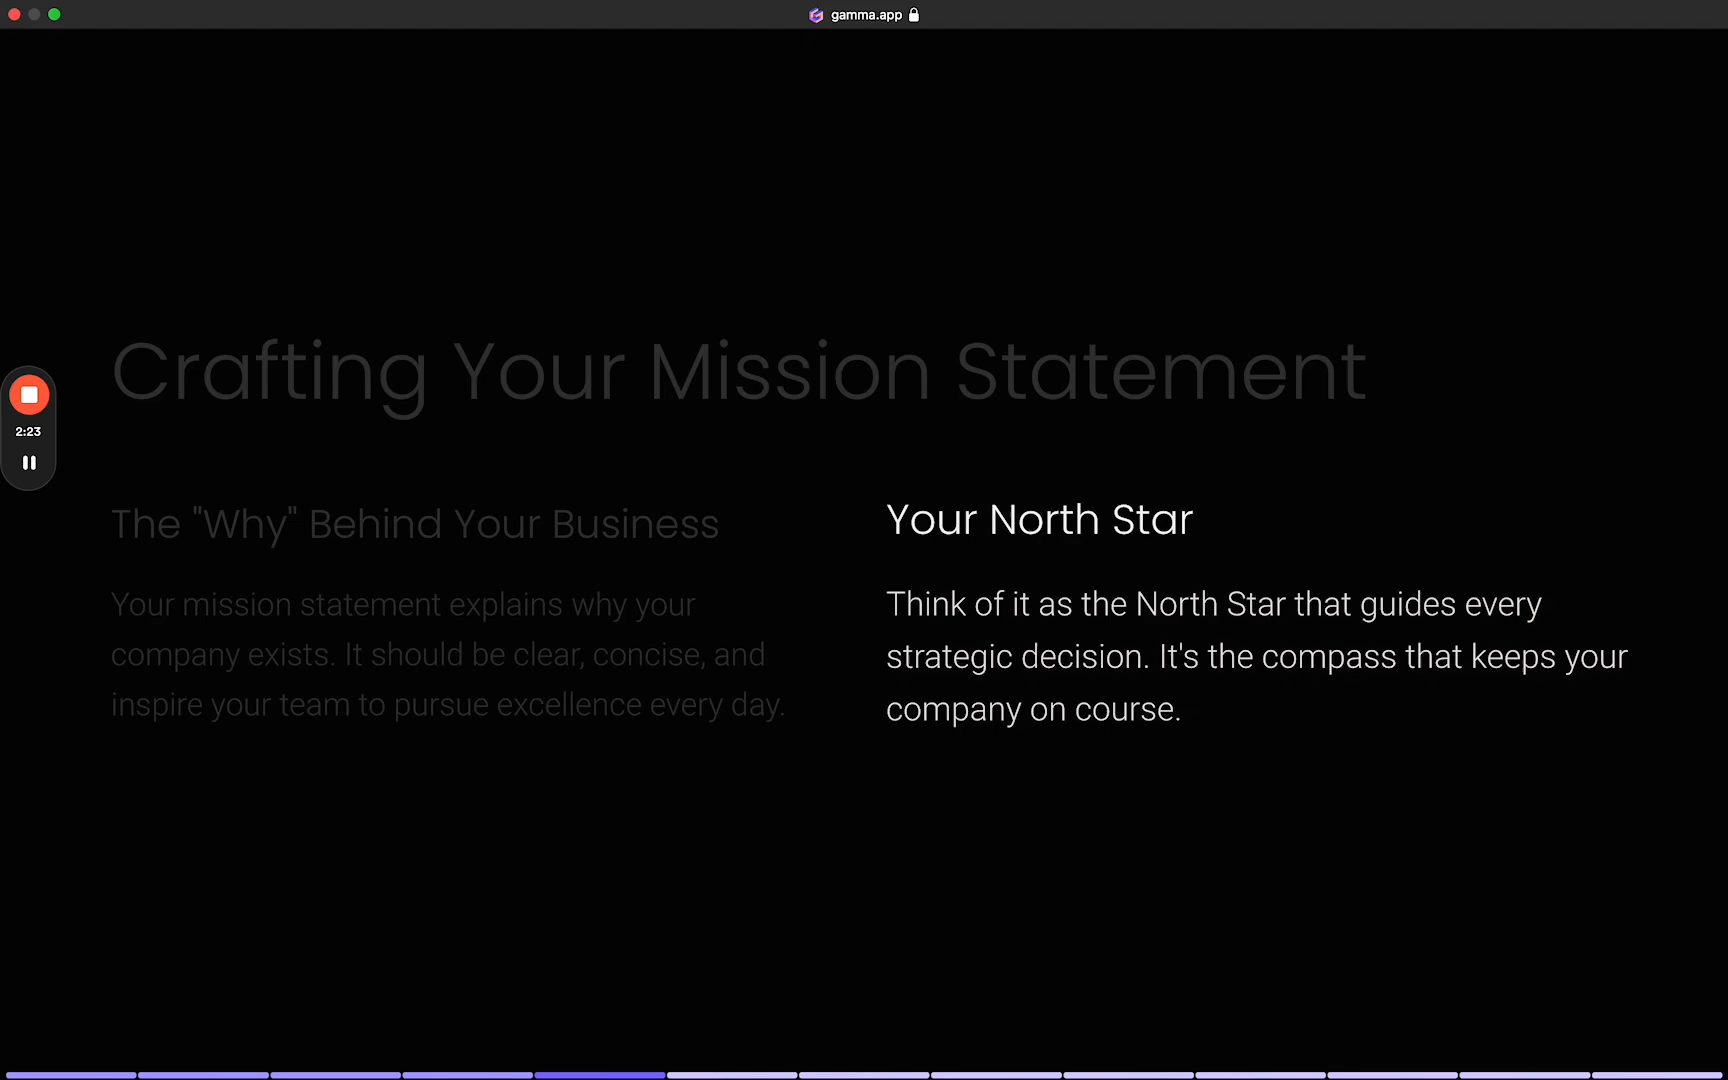 gamma.app
Crafting Your Mission Statement
2:23
The "Why" Behind Your Business
Your mission statement explains why your
company exists. It should be clear, concise, and
inspire your team to pursue excellence every day.
Your North Star
Think of it as the North Star that guides every
strategic decision. It's the compass that keeps your
company on course.